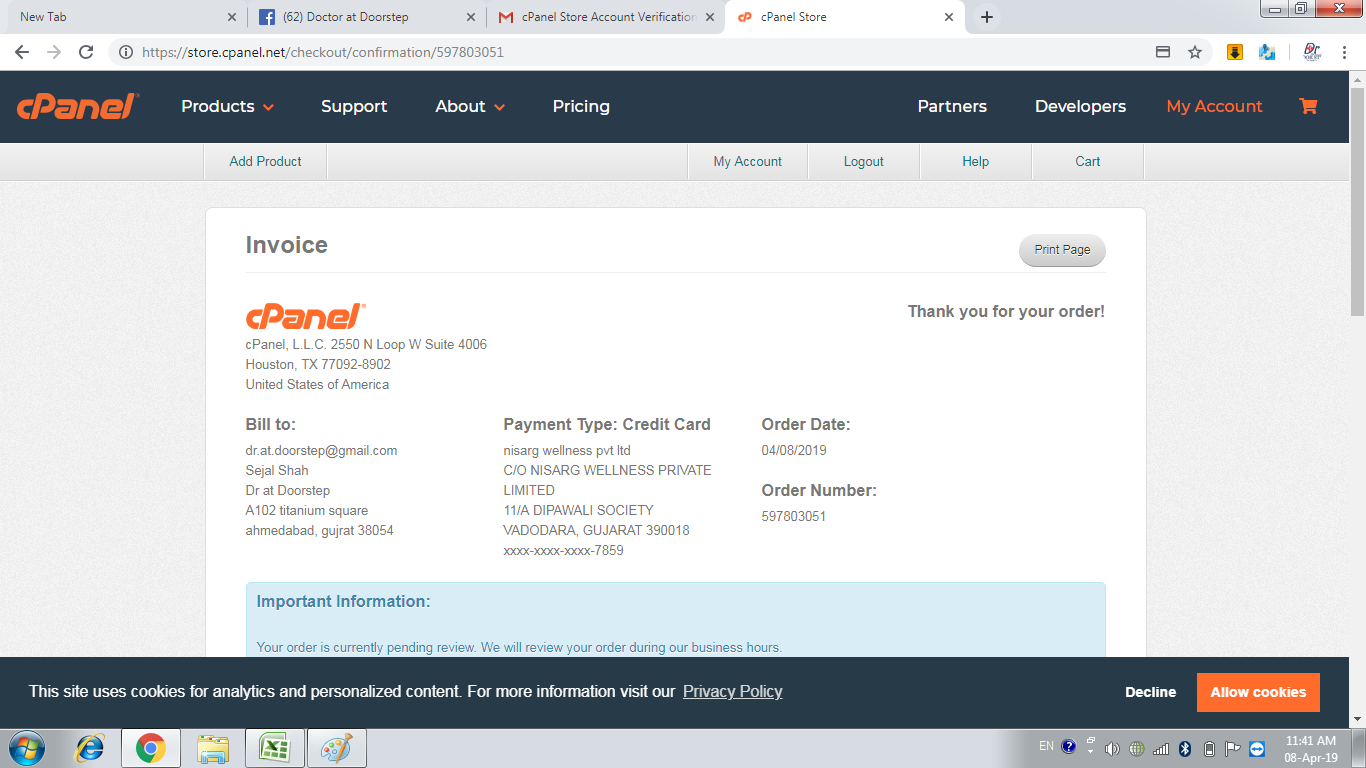 New Tab
(62) Doctor at Doorstep
cPanel Store Account Verification
cPanel Store
https://store.cpanel.net/checkout/confirmation/597803051
cPanel
Products
Support
About
Pricing
Partners
Developers
My Account
Add Product
My Account
Logout
Help
Cart
Invoice
Print Page
cPanel
Thank you for your order!
cPanel, L.L.C. 2550 N Loop W Suite 4006
Houston, TX 77092-8902
United States of America
Bill to:
dr.at.doorstep@gmail.com
Sejal Shah
Dr at Doorstep
A102 titanium square
ahmedabad, gujrat 38054
Payment Type: Credit Card
nisarg wellness pvt ltd
C/O NISARG WELLNESS PRIVATE
LIMITED
11/A DIPAWALI SOCIETY
VADODARA, GUJARAT 390018
xxxx-xxxx-xxxx-7859
Order Date:
04/08/2019
Order Number:
597803051
Important Information:
Your order is currently pending review. We will review your order during our business hours.
This site uses cookies for analytics and personalized content. For more information visit our Privacy Policy
Decline
Allow cookies
EN
11:41 AM
08-Apr-19